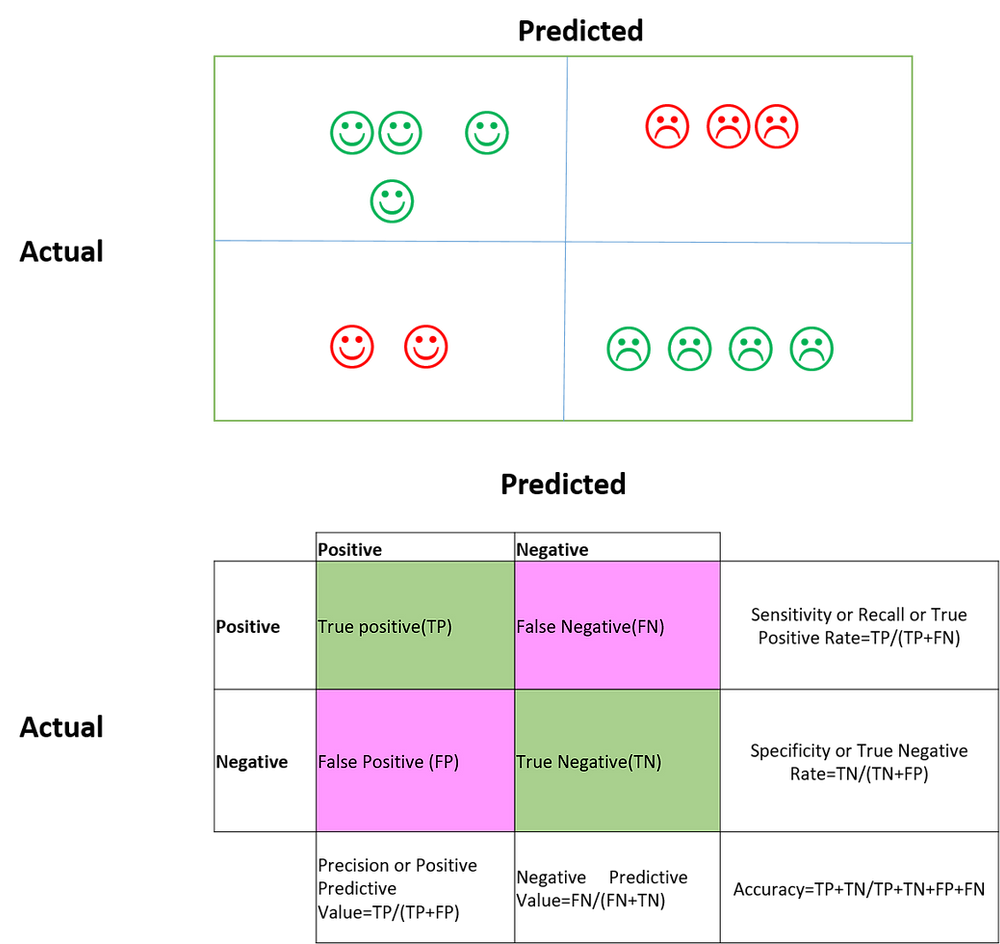 Predicted
Actual
Predicted
Positive
Negative
Positive
True positive(TP)
False Negative(FN)
Sensitivity or Recall or True
Positive Rate=TP/(TP+FN)
Actual
Negative
False Positive (FP)
True Negative(TN)
Specificity or True Negative
Rate=TN/(TN+FP)
Precision or Positive
Predictive
Value=TP/(TP+FP)
Negative Predictive
Value=FN/(FN+TN)
Accuracy=TP+TN/TP+TN+FP+FN